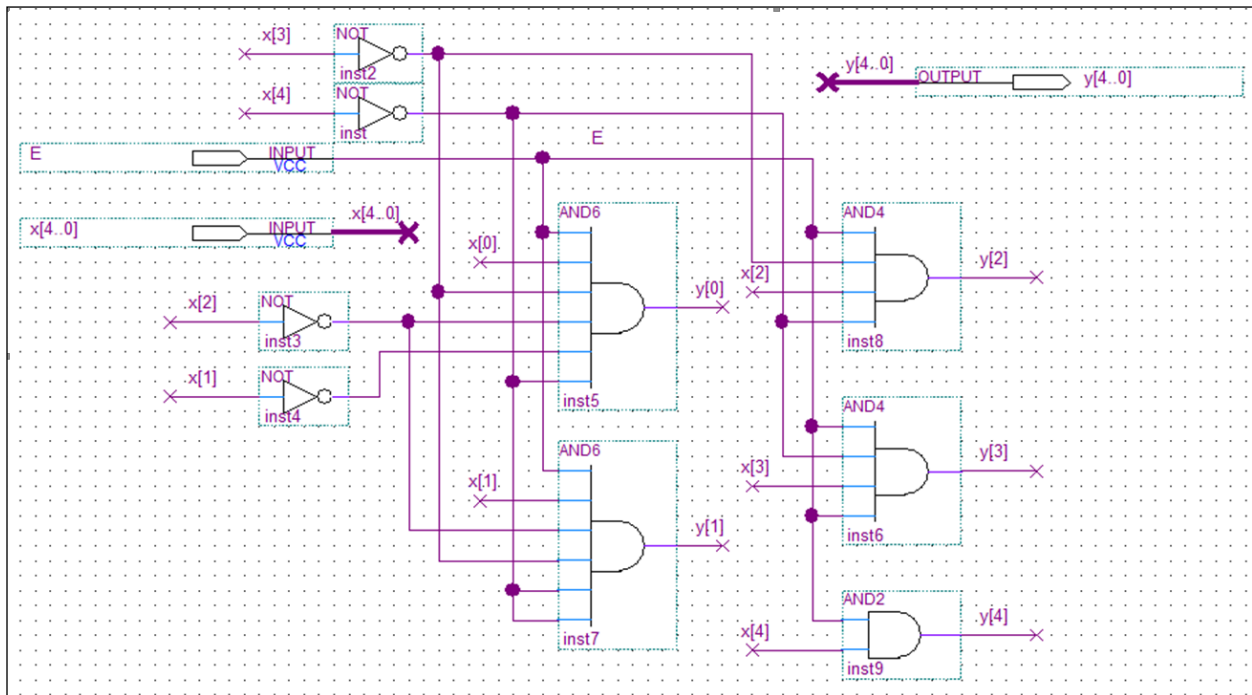 x[3]
NOT
inst2
x[4]
NOT
inst
y[4..0]
OUTPUT
y[4..0]
E
INPUT
VCC
E
x[4..0]
INPUT
VCC
x[4..0]
x[2]
NOT
inst3
x[1]
NOT
inst4
AND6
x[0]
y[0]
inst5
AND6
x[1]
y[1]
inst7
AND4
x[2]
y[2]
inst8
AND4
x[3]
y[3]
inst6
AND2
x[4]
y[4]
inst9